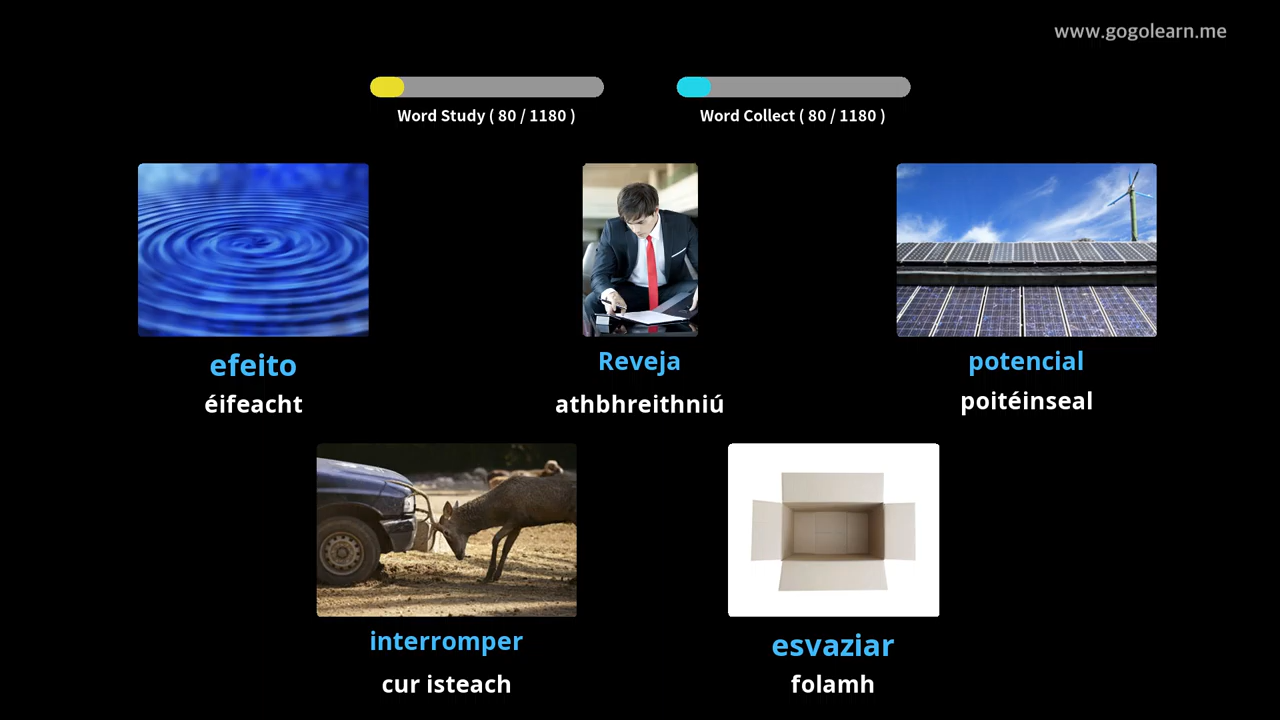 www.gogolearn.me
Word Study ( 80 / 1180 )
Word Collect ( 80 / 1180 )
efeito
éifeacht
Reveja
athbhreithniú
potencial
poitéinseal
interromper
cur isteach
esvaziar
folamh